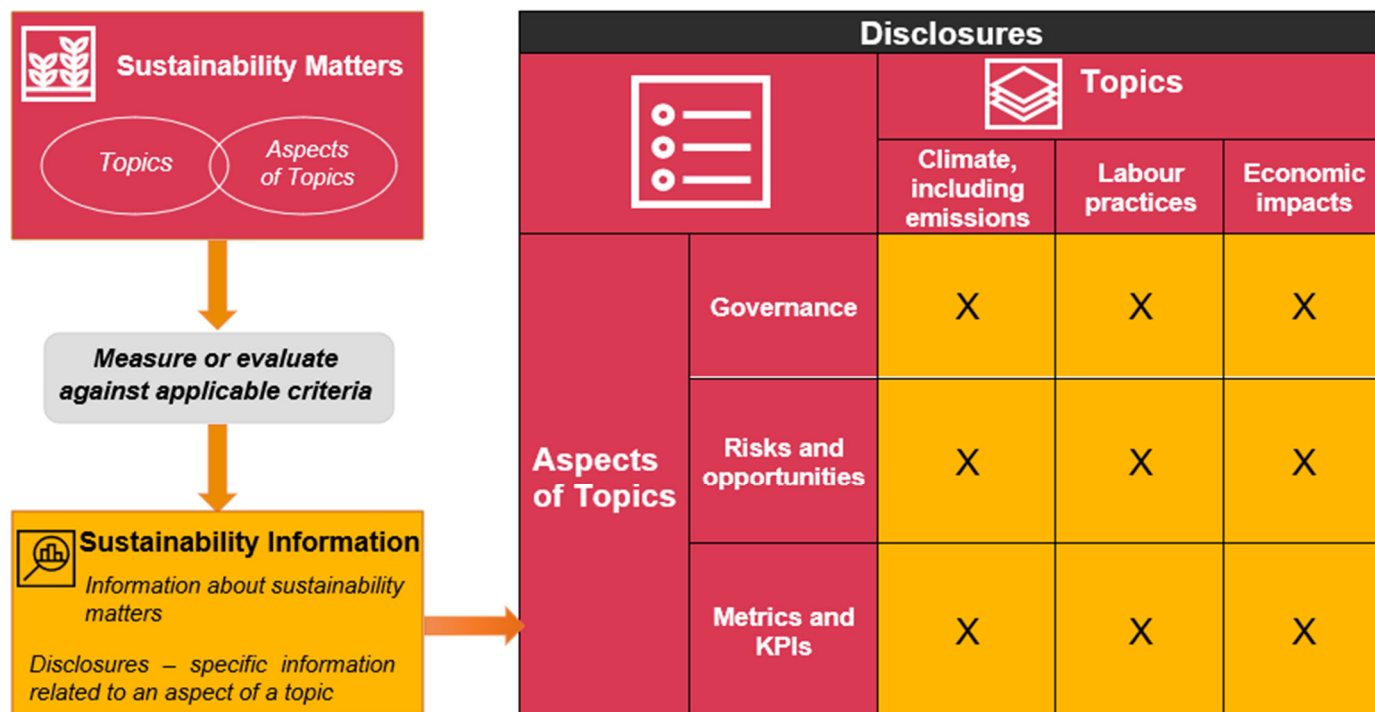 Sustainability Matters
Topics
Aspects
of Topics
Measure or evaluate
against applicable criteria
Sustainability Information
Information about sustainability
matters
Disclosures – specific information
related to an aspect of a topic
Disclosures
Topics
Climate,
including
emissions
Labour
practices
Economic
impacts
Aspects
of Topics
Governance
X
X
X
Risks and
opportunities
X
X
X
Metrics and
KPIs
X
X
X